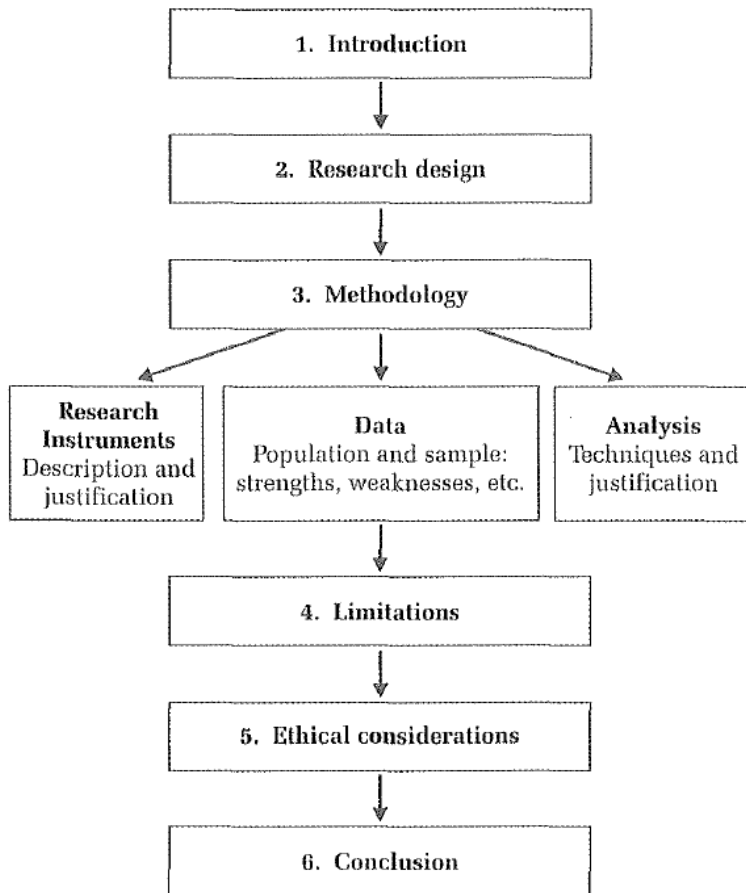 1. Introduction
2. Research design
3. Methodology
Research
Instruments
Description and
justification
Data
Population and sample:
strengths, weaknesses, etc.
Analysis
Techniques and
justification
4. Limitations
5. Ethical considerations
6. Conclusion